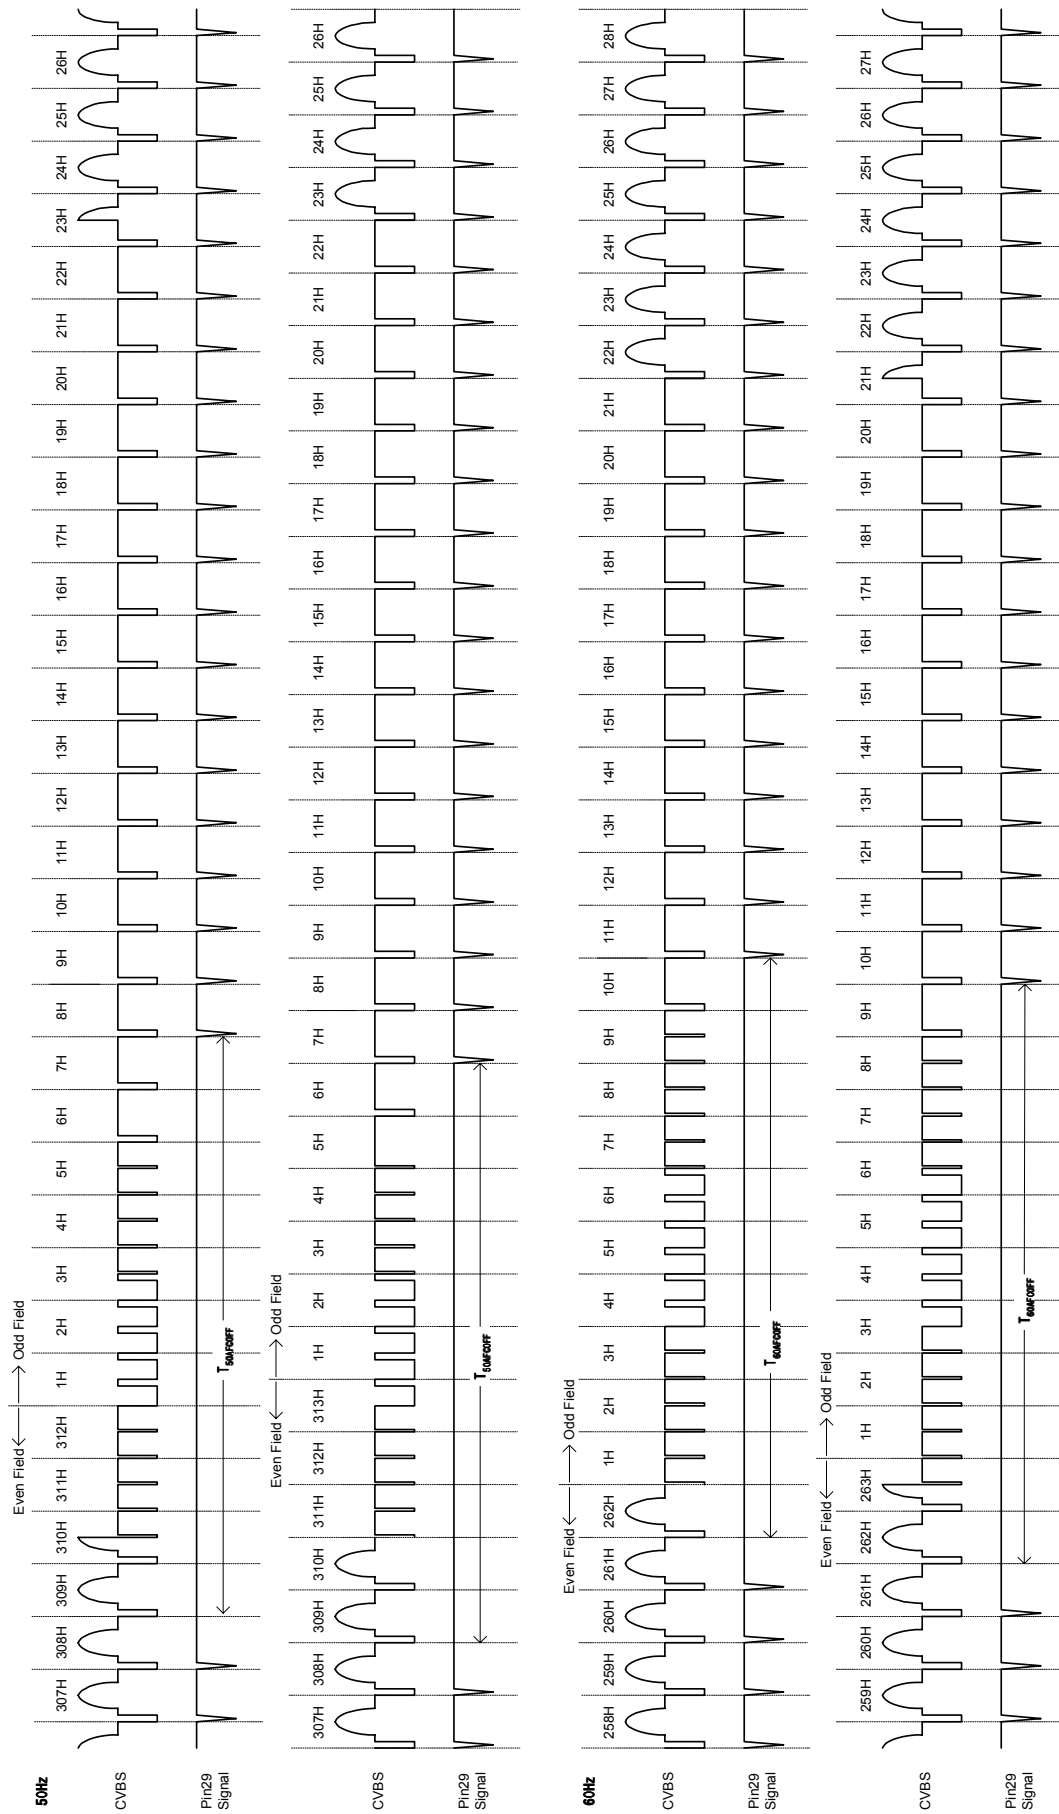 Even Field ← → Odd Field
50Hz 307H 308H 309H 310H 311H 312H 1H 2H 3H 4H 5H 6H 7H 8H 9H 10H 11H 12H 13H 14H 15H 16H 17H 18H 19H 20H 21H 22H 23H 24H 25H 26H
CVBS
Pin29
Signal
T50AFCOFF
Even Field ← → Odd Field
307H 308H 309H 310H 311H 312H 313H 1H 2H 3H 4H 5H 6H 7H 8H 9H 10H 11H 12H 13H 14H 15H 16H 17H 18H 19H 20H 21H 22H 23H 24H 25H 26H
CVBS
Pin29
Signal
T50AFCOFF
Even Field ← → Odd Field
60Hz 258H 259H 260H 261H 262H 1H 2H 3H 4H 5H 6H 7H 8H 9H 10H 11H 12H 13H 14H 15H 16H 17H 18H 19H 20H 21H 22H 23H 24H 25H 26H 27H 28H
CVBS
Pin29
Signal
T60AFCOFF
Even Field ← → Odd Field
259H 260H 261H 262H 263H 1H 2H 3H 4H 5H 6H 7H 8H 9H 10H 11H 12H 13H 14H 15H 16H 17H 18H 19H 20H 21H 22H 23H 24H 25H 26H 27H
CVBS
Pin29
Signal
T60AFCOFF